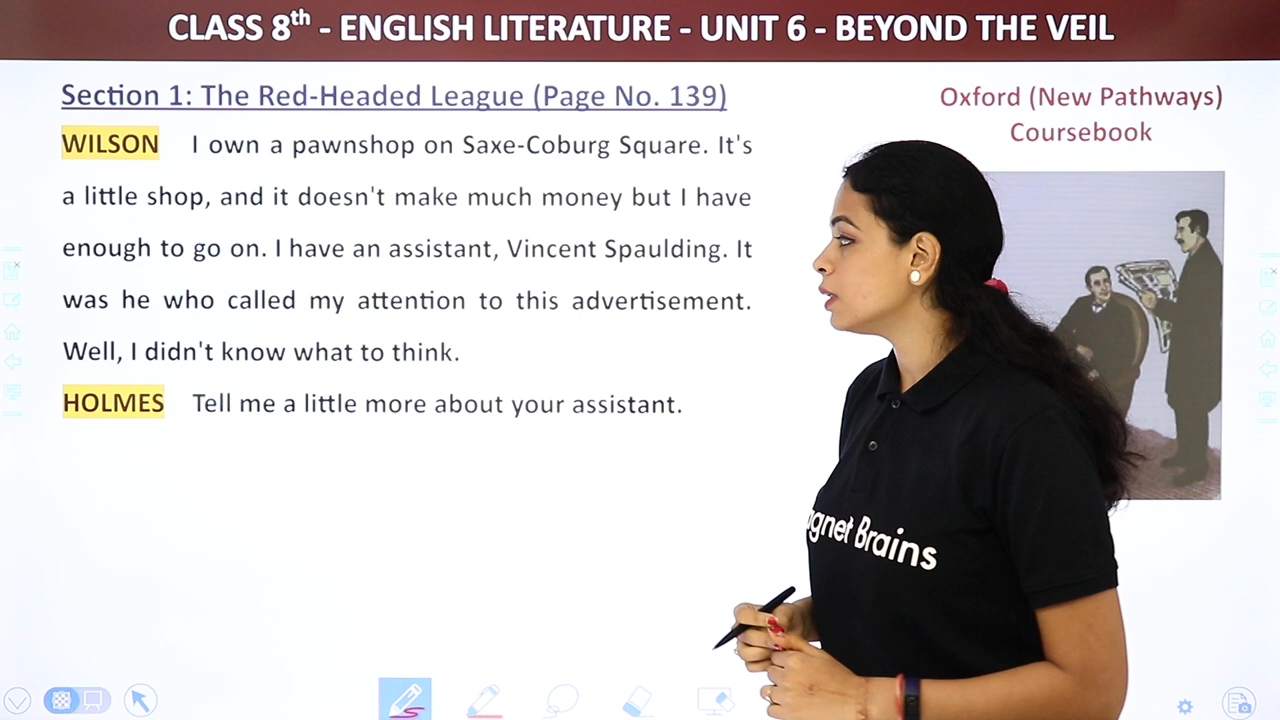 CLASS 8th - ENGLISH LITERATURE - UNIT 6 - BEYOND THE VEIL
Section 1: The Red-Headed League (Page No. 139)
Oxford (New Pathways)
Coursebook
WILSON I own a pawnshop on Saxe-Coburg Square. It's
a little shop, and it doesn't make much money but I have
enough to go on. I have an assistant, Vincent Spaulding. It
was he who called my attention to this advertisement.
Well, I didn't know what to think.
HOLMES Tell me a little more about your assistant.
gnet Brains